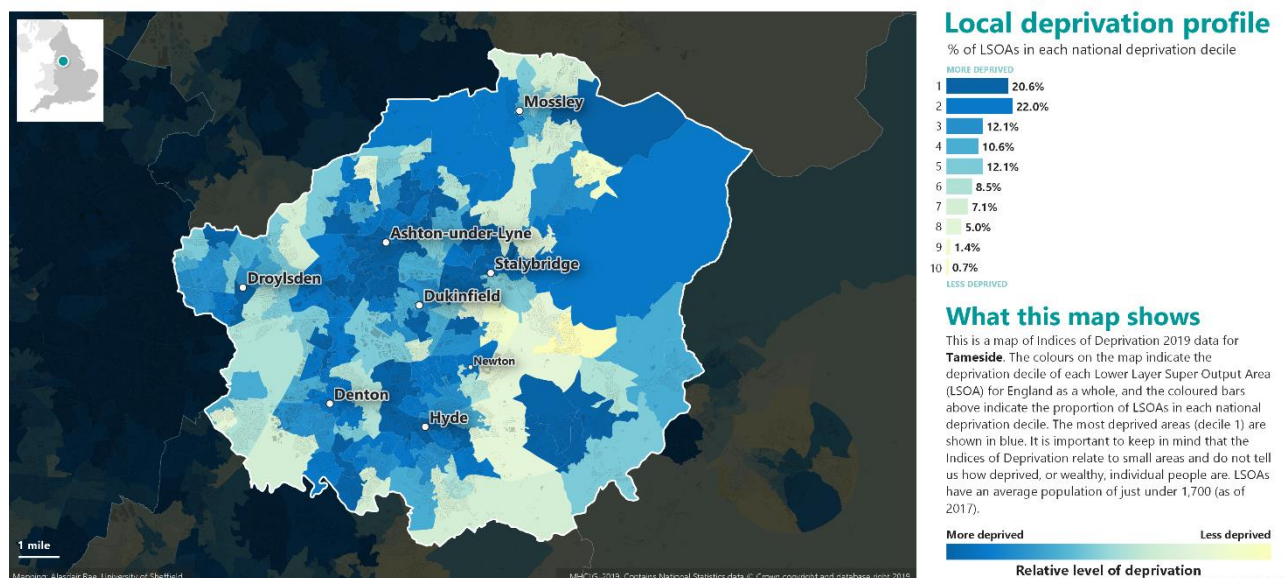 Mossley
Ashton-under-Lyne
Stalybridge
Droylsden
Dukinfield
Newton
Denton
Hyde
1 mile
Mapping: Alasdair Rae, University of Sheffield
MHCLG, 2019. Contains National Statistics data © Crown copyright and database right 2019
Local deprivation profile
% of LSOAs in each national deprivation decile
MORE DEPRIVED
1 20.6%
2 22.0%
3 12.1%
4 10.6%
5 12.1%
6 8.5%
7 7.1%
8 5.0%
9 1.4%
10 0.7%
LESS DEPRIVED
What this map shows
This is a map of Indices of Deprivation 2019 data for
Tameside. The colours on the map indicate the
deprivation decile of each Lower Layer Super Output Area
(LSOA) for England as a whole, and the coloured bars
above indicate the proportion of LSOAs in each national
deprivation decile. The most deprived areas (decile 1) are
shown in blue. It is important to keep in mind that the
Indices of Deprivation relate to small areas and do not tell
us how deprived, or wealthy, individual people are. LSOAs
have an average population of just under 1,700 (as of
2017).
More deprived Less deprived
Relative level of deprivation